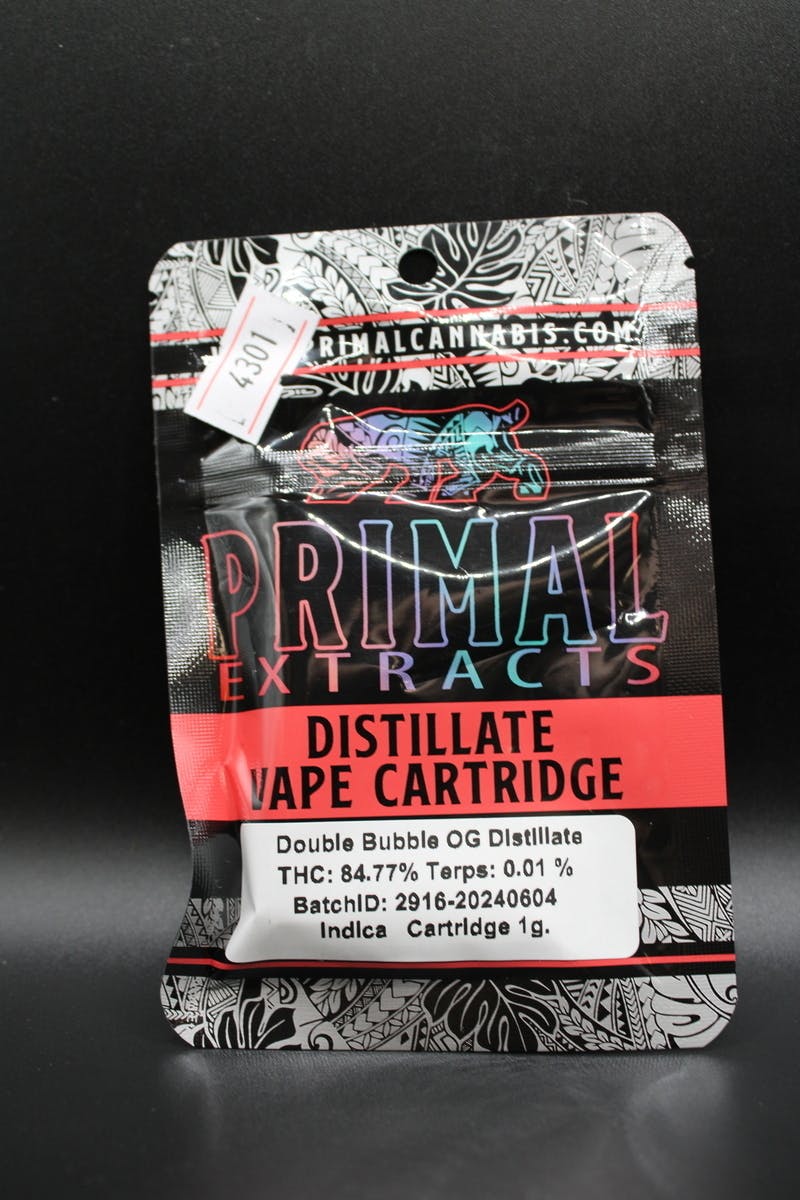 4301
PRIMALCANNABIS.COM
PRIMAL
EXTRACTS
DISTILLATE
VAPE CARTRIDGE
Double Bubble OG Distillate
THC: 84.77% Terps: 0.01 %
BatchID: 2916-20240604
Indica Cartridge 1g.